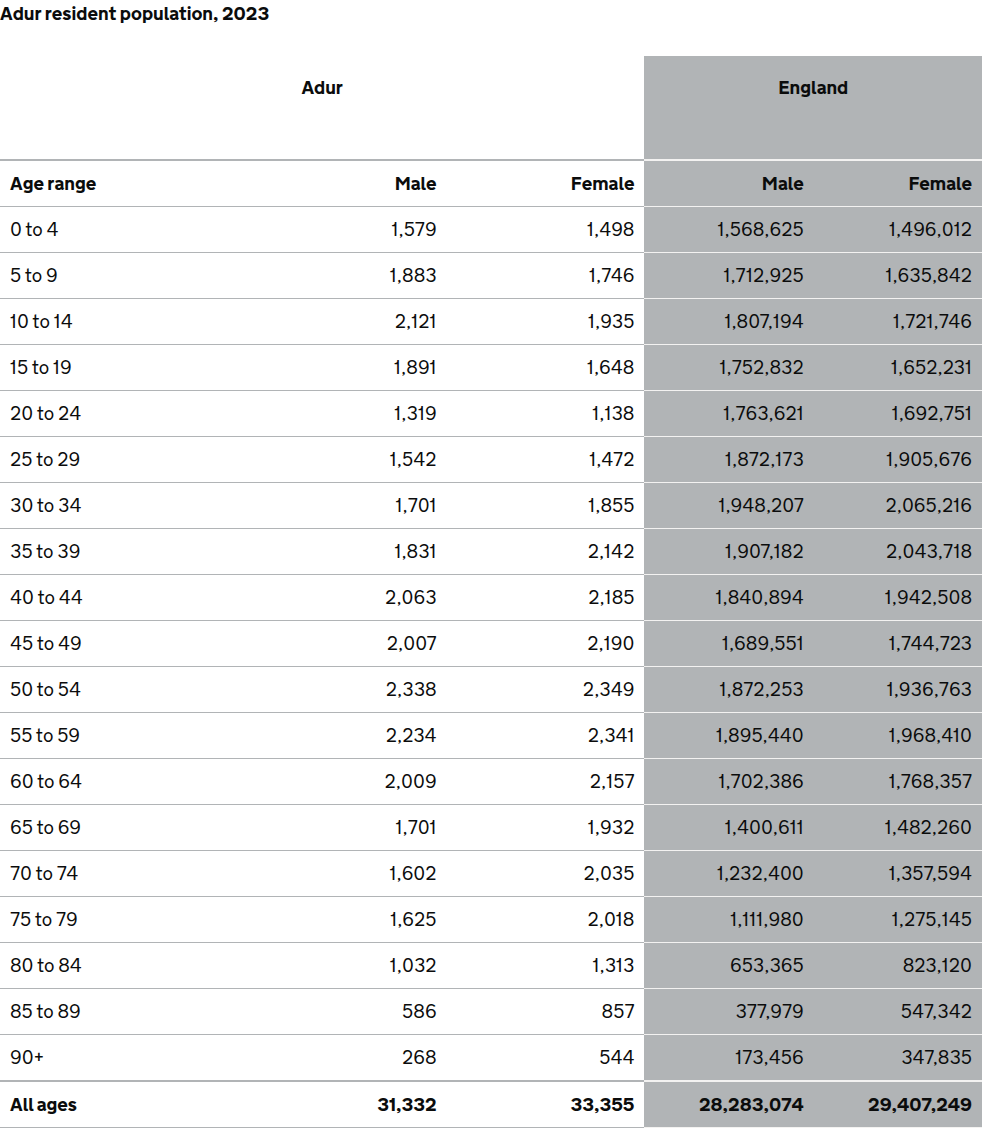 Adur resident population, 2023
Adur England
Age range Male Female Male Female
0 to 4 1,579 1,498 1,568,625 1,496,012
5 to 9 1,883 1,746 1,712,925 1,635,842
10 to 14 2,121 1,935 1,807,194 1,721,746
15 to 19 1,891 1,648 1,752,832 1,652,231
20 to 24 1,319 1,138 1,763,621 1,692,751
25 to 29 1,542 1,472 1,872,173 1,905,676
30 to 34 1,701 1,855 1,948,207 2,065,216
35 to 39 1,831 2,142 1,907,182 2,043,718
40 to 44 2,063 2,185 1,840,894 1,942,508
45 to 49 2,007 2,190 1,689,551 1,744,723
50 to 54 2,338 2,349 1,872,253 1,936,763
55 to 59 2,234 2,341 1,895,440 1,968,410
60 to 64 2,009 2,157 1,702,386 1,768,357
65 to 69 1,701 1,932 1,400,611 1,482,260
70 to 74 1,602 2,035 1,232,400 1,357,594
75 to 79 1,625 2,018 1,111,980 1,275,145
80 to 84 1,032 1,313 653,365 823,120
85 to 89 586 857 377,979 547,342
90+ 268 544 173,456 347,835
All ages 31,332 33,355 28,283,074 29,407,249